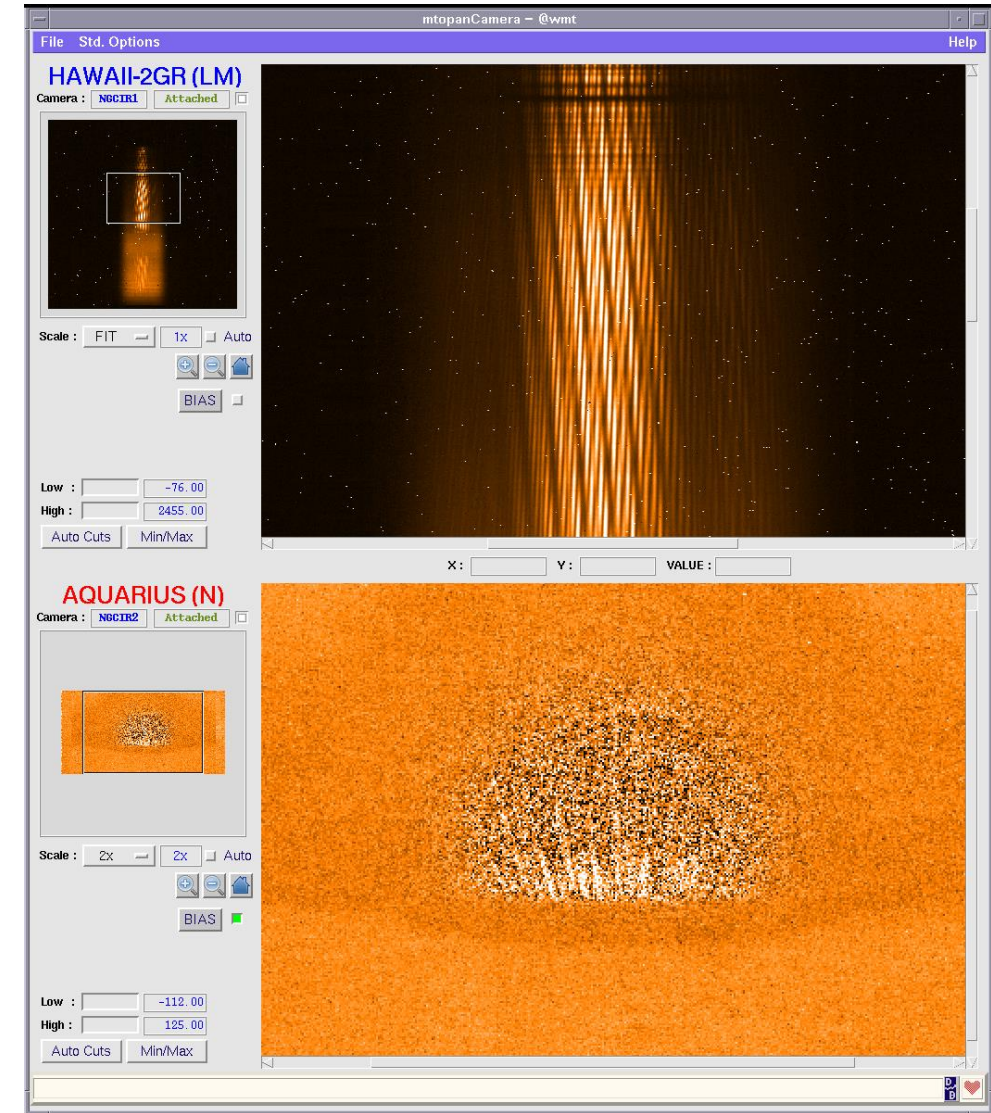 mtopanCamera – @wmt
File Std. Options Help
HAWAII-2GR (LM)
Camera : NGCIR1 Attached
Scale : FIT 1x Auto
BIAS
Low : -76.00
High : 2455.00
Auto Cuts Min/Max
X : Y : VALUE :
AQUARIUS (N)
Camera : NGCIR2 Attached
Scale : 2x 2x Auto
BIAS
Low : -112.00
High : 125.00
Auto Cuts Min/Max